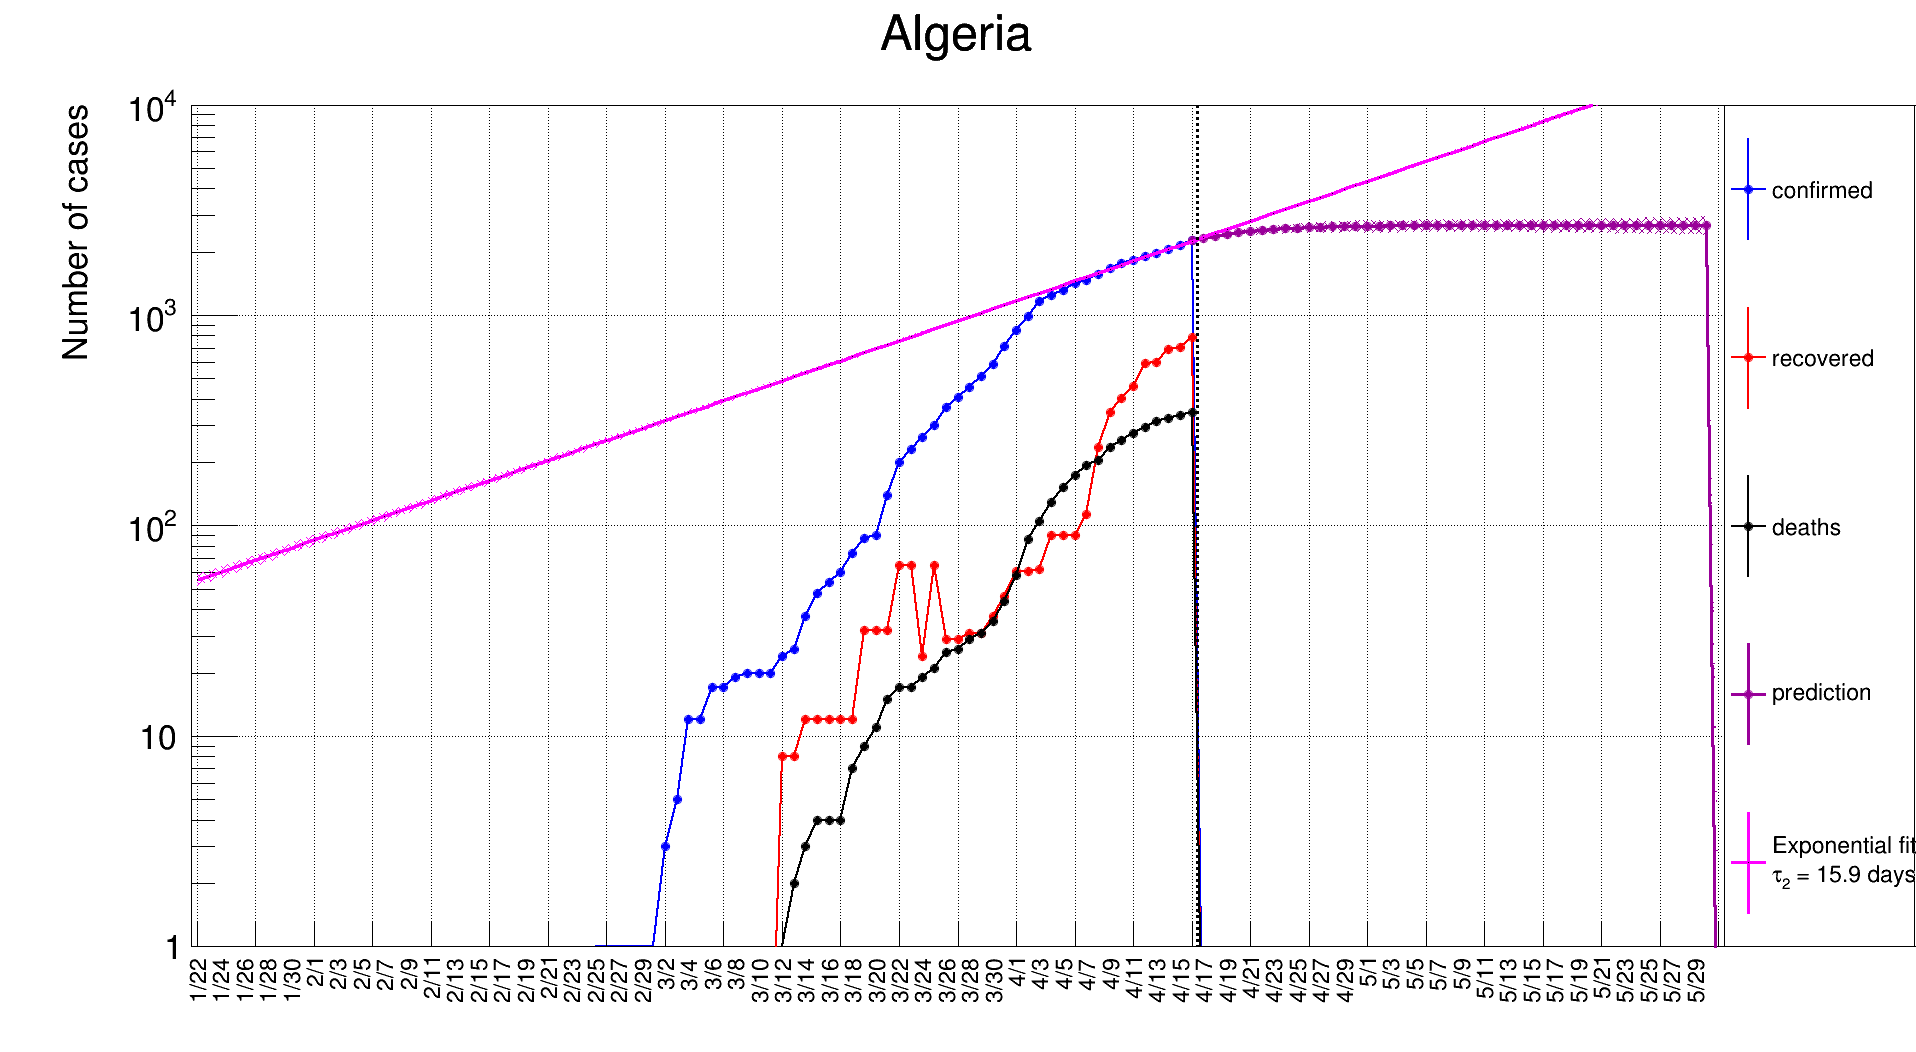 Algeria
Number of cases
10^4
10^3
10^2
10
1
1/22 1/24 1/26 1/28 1/30 2/1 2/3 2/5 2/7 2/9 2/11 2/13 2/15 2/17 2/19 2/21 2/23 2/25 2/27 2/29 3/2 3/4 3/6 3/8 3/10 3/12 3/14 3/16 3/18 3/20 3/22 3/24 3/26 3/28 3/30 4/1 4/3 4/5 4/7 4/9 4/11 4/13 4/15 4/17 4/19 4/21 4/23 4/25 4/27 4/29 5/1 5/3 5/5 5/7 5/9 5/11 5/13 5/15 5/17 5/19 5/21 5/23 5/25 5/27 5/29
confirmed
recovered
deaths
prediction
Exponential fit
τ₂ = 15.9 days